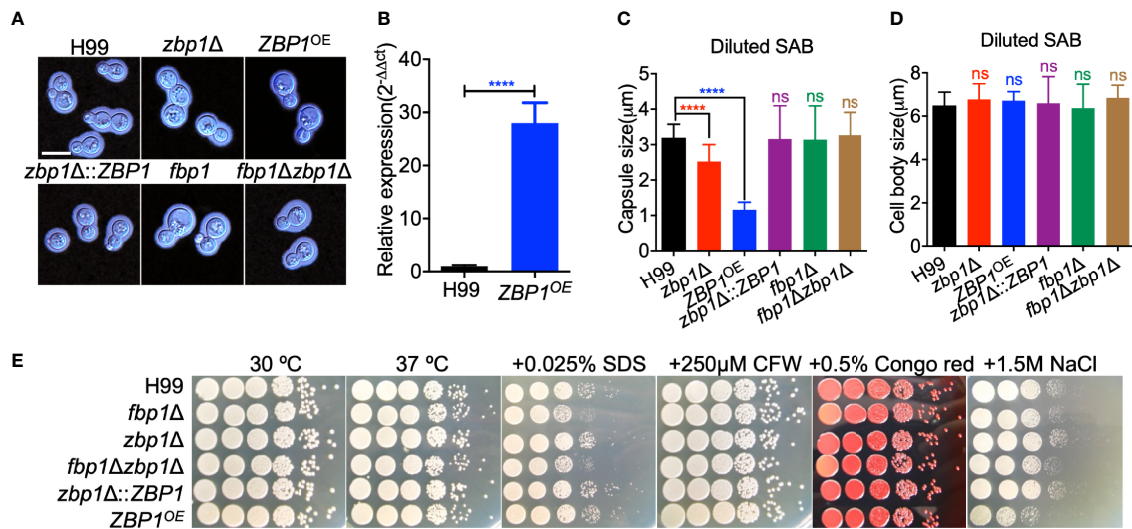 A
H99 zbp1Δ ZBP1OE
zbp1Δ::ZBP1 fbp1 fbp1Δzbp1Δ
B
Relative expression(2-ΔΔct)
40
30
20
10
0
****
H99 ZBP1OE
C
Diluted SAB
Capsule size(μm)
5
4
3
2
1
0
****
****
ns
ns
ns
H99
zbp1Δ
ZBP1OE
zbp1Δ::ZBP1
fbp1Δ
fbp1Δzbp1Δ
D
Diluted SAB
Cell body size(μm)
8
6
4
2
0
ns ns ns ns ns
H99
zbp1Δ
ZBP1OE
zbp1Δ::ZBP1
fbp1Δ
fbp1Δzbp1Δ
E
30 ºC 37 ºC +0.025% SDS +250μM CFW +0.5% Congo red +1.5M NaCl
H99
fbp1Δ
zbp1Δ
fbp1Δzbp1Δ
zbp1Δ::ZBP1
ZBP1OE